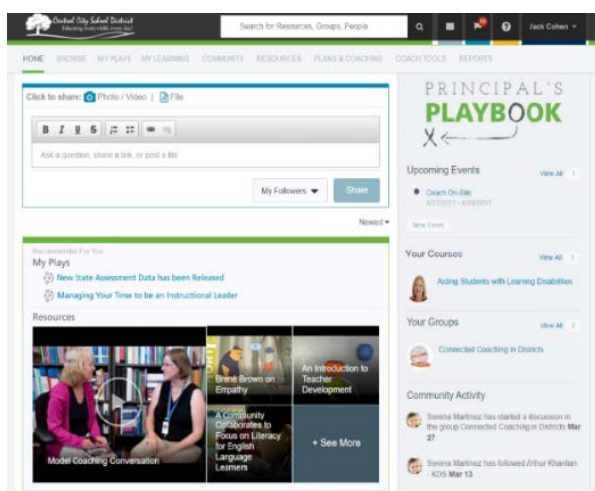 Central City School District
Educating every child, every day!
Search for Resources, Groups, People
Jack Cohen
HOME BROWSE MY PLAYS MY LEARNING COMMUNITY RESOURCES PLANS & COACHING COACH TOOLS REPORTS
Click to share: Photo / Video | File
B I U S
Ask a question, share a link, or post a file
My Followers Share
Newest
Recommended For You
My Plays
New State Assessment Data has been Released
Managing Your Time to be an Instructional Leader
Resources
Model Coaching Conversation
Brené Brown on
Empathy
An Introduction to
Teacher
Development
A Community
Collaborates to
Focus on Literacy
for English
Language
Learners
+ See More
PRINCIPAL'S
PLAYBOOK
Upcoming Events View All 1
Coach On-Site
New Event
Your Courses View All
Aiding Students with Learning Disabilities
Your Groups View All
Connected Coaching in Districts
Community Activity
Serena Martinez has started a discussion in
the group Connected Coaching in Districts Mar
27
Serena Martinez has followed Arthur Khanlian
- KDS Mar 13